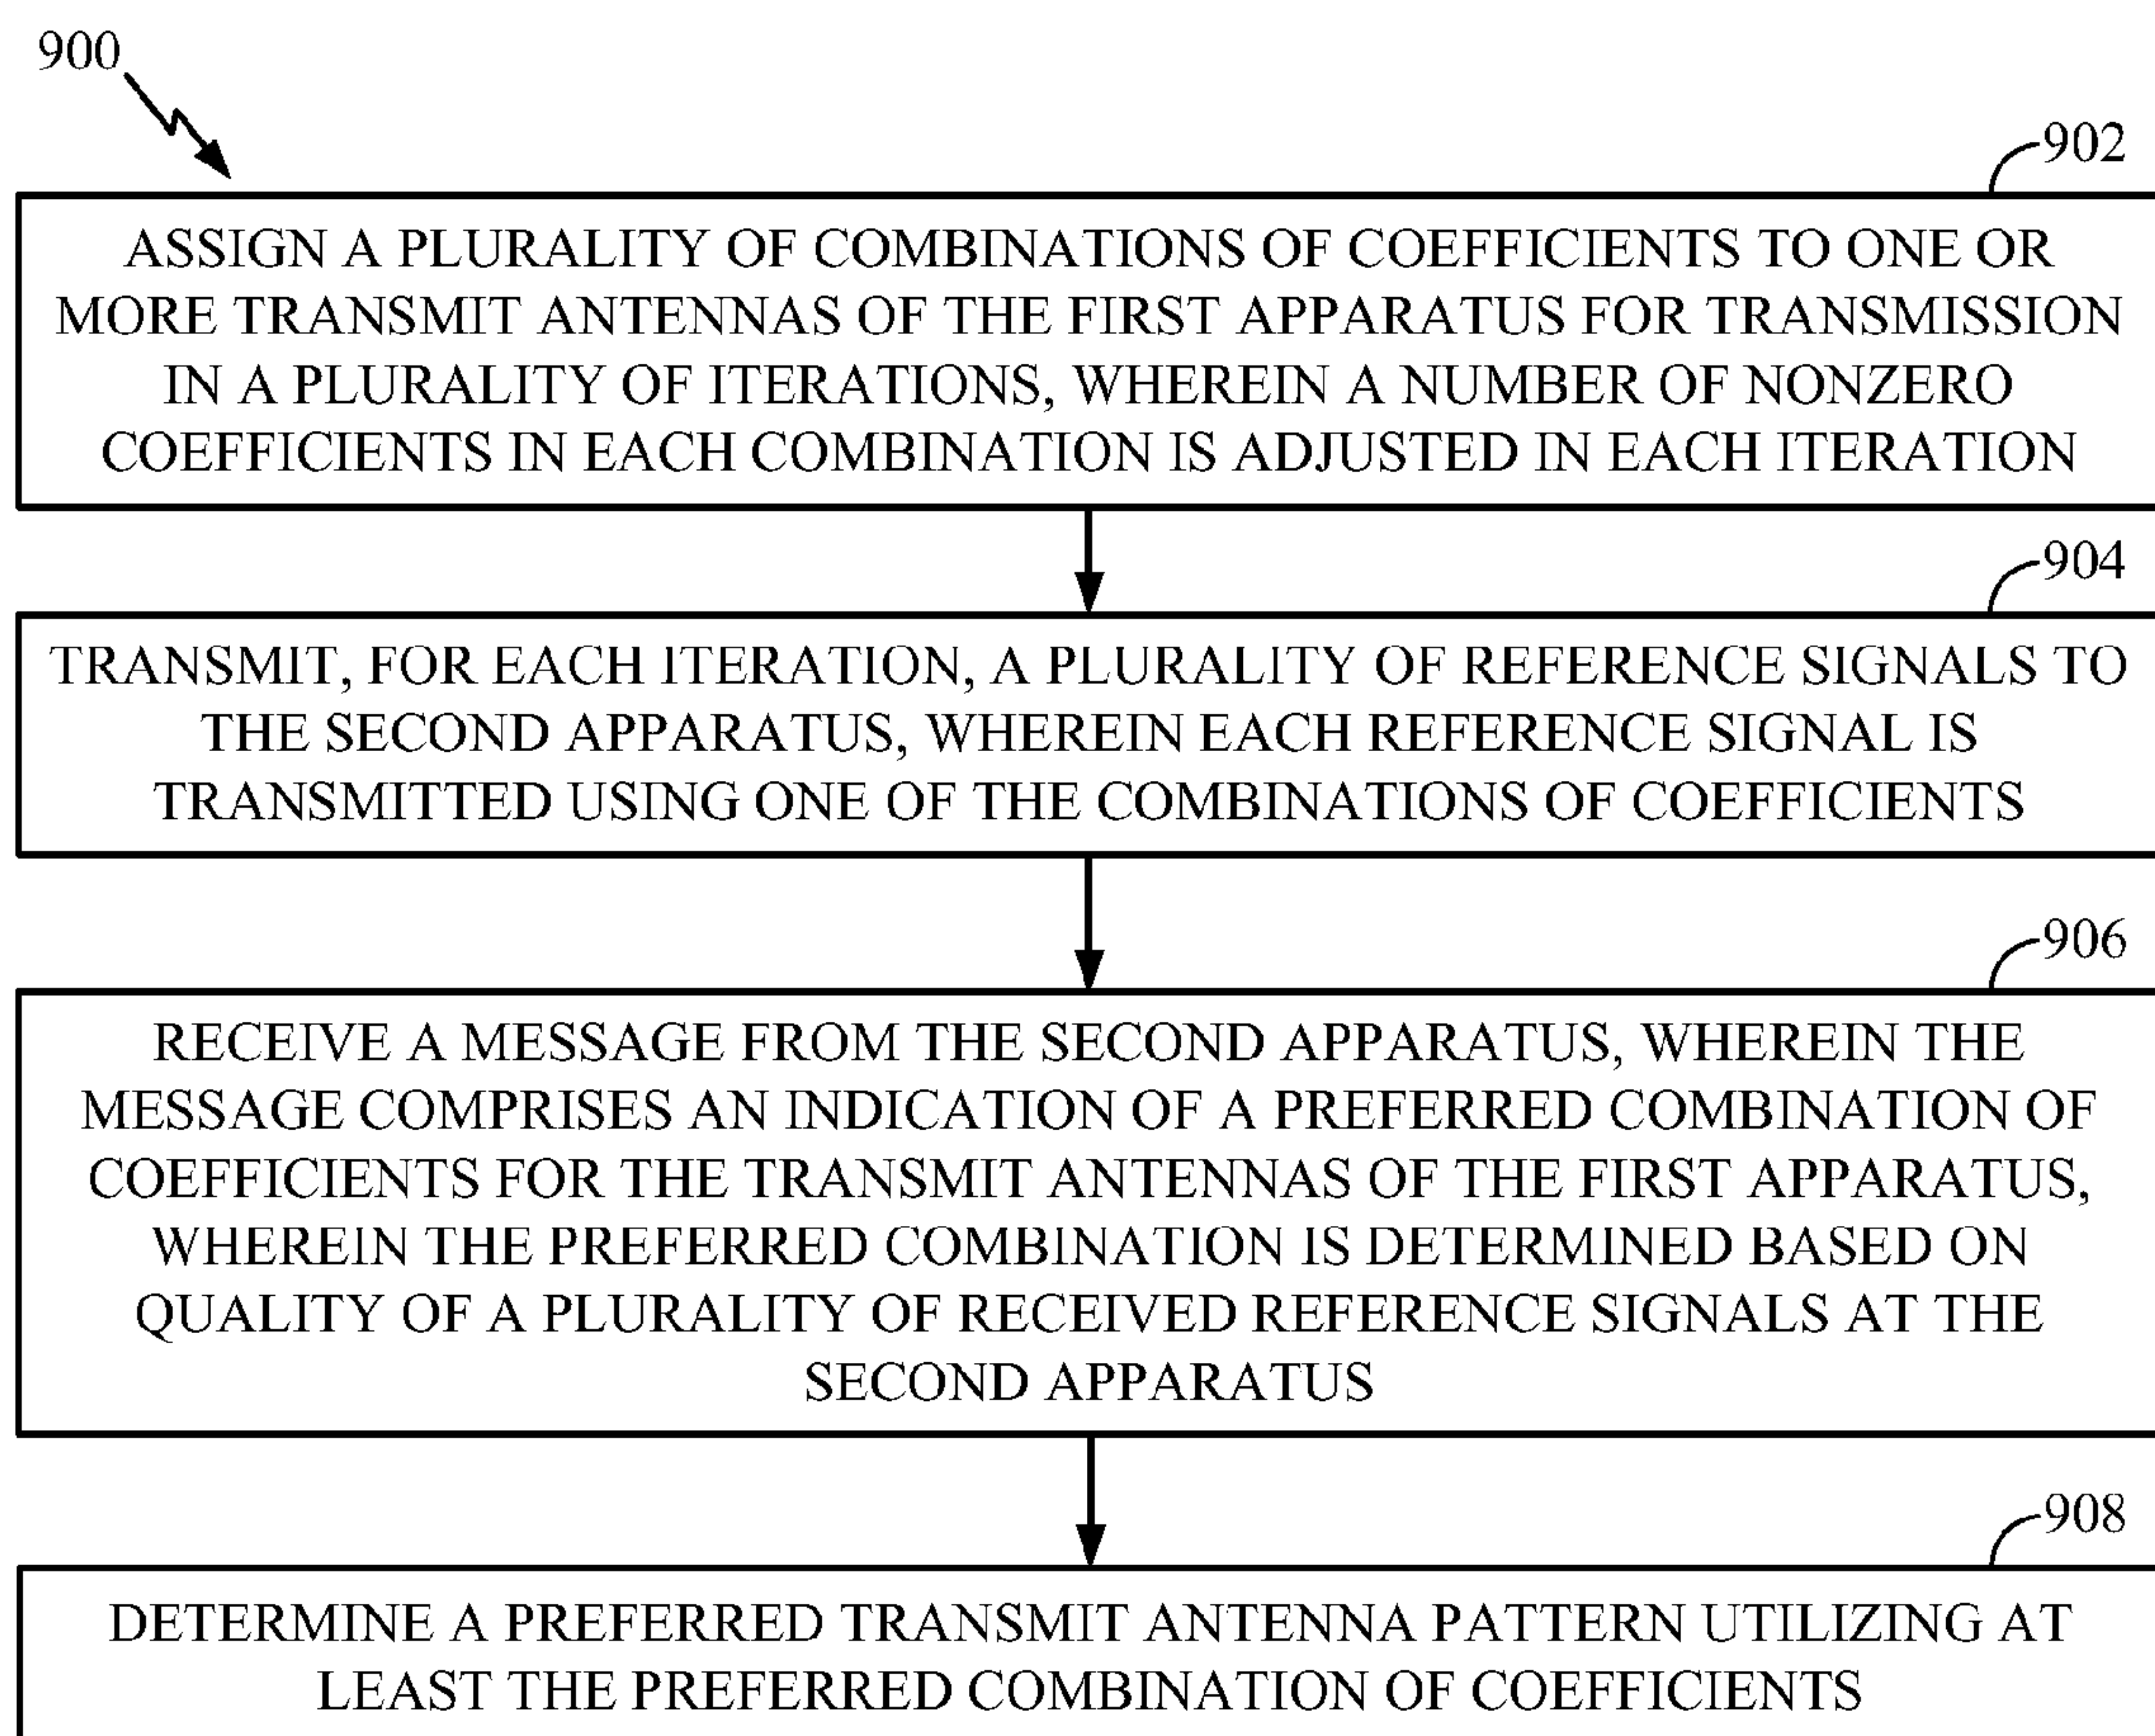 900
902
ASSIGN A PLURALITY OF COMBINATIONS OF COEFFICIENTS TO ONE OR
MORE TRANSMIT ANTENNAS OF THE FIRST APPARATUS FOR TRANSMISSION
IN A PLURALITY OF ITERATIONS, WHEREIN A NUMBER OF NONZERO
COEFFICIENTS IN EACH COMBINATION IS ADJUSTED IN EACH ITERATION
904
TRANSMIT, FOR EACH ITERATION, A PLURALITY OF REFERENCE SIGNALS TO
THE SECOND APPARATUS, WHEREIN EACH REFERENCE SIGNAL IS
TRANSMITTED USING ONE OF THE COMBINATIONS OF COEFFICIENTS
906
RECEIVE A MESSAGE FROM THE SECOND APPARATUS, WHEREIN THE
MESSAGE COMPRISES AN INDICATION OF A PREFERRED COMBINATION OF
COEFFICIENTS FOR THE TRANSMIT ANTENNAS OF THE FIRST APPARATUS,
WHEREIN THE PREFERRED COMBINATION IS DETERMINED BASED ON
QUALITY OF A PLURALITY OF RECEIVED REFERENCE SIGNALS AT THE
SECOND APPARATUS
908
DETERMINE A PREFERRED TRANSMIT ANTENNA PATTERN UTILIZING AT
LEAST THE PREFERRED COMBINATION OF COEFFICIENTS